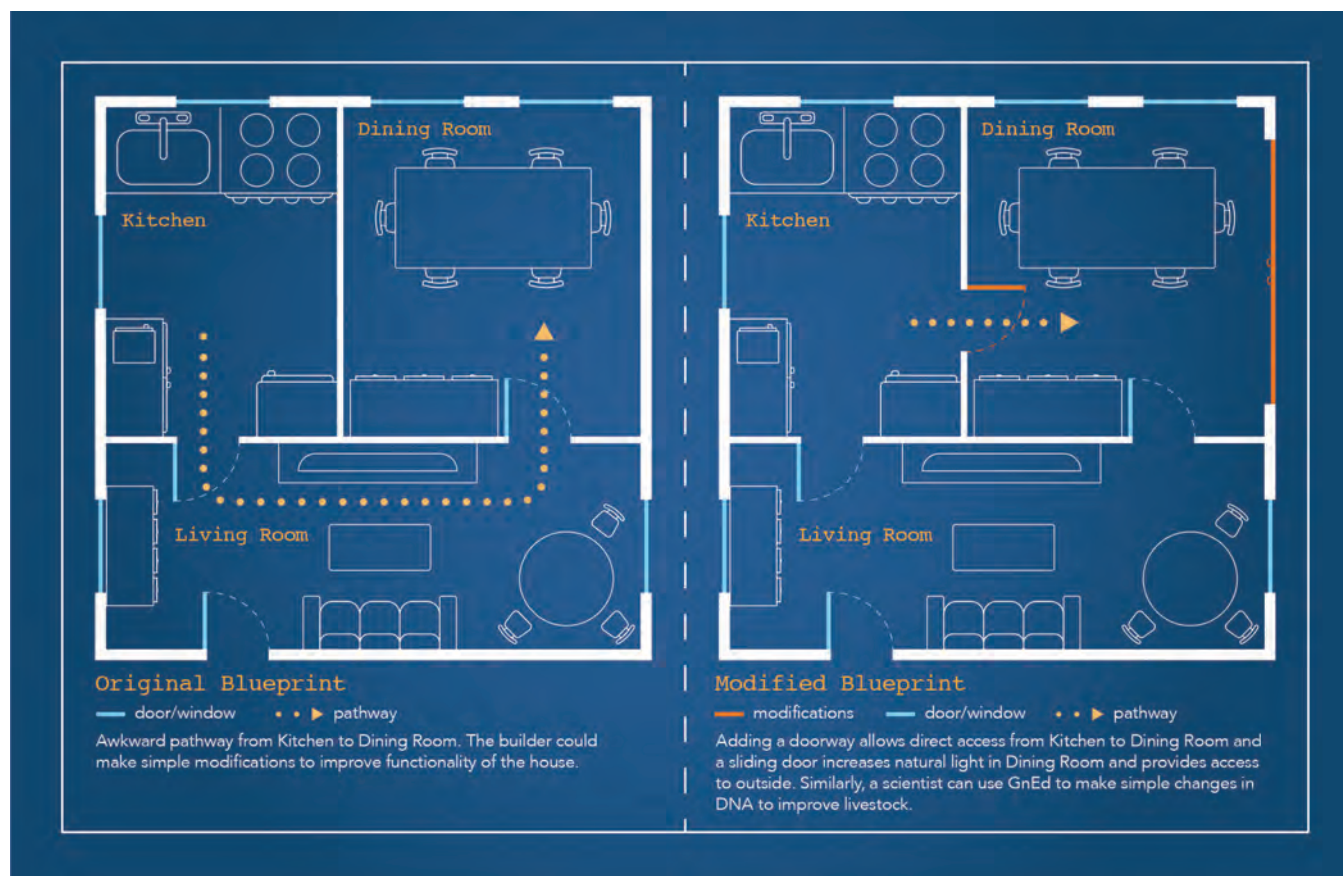 Dining Room
Kitchen
Living Room
Original Blueprint
door/window
pathway
Awkward pathway from Kitchen to Dining Room. The builder could
make simple modifications to improve functionality of the house.
Dining Room
Kitchen
Living Room
Modified Blueprint
modifications
door/window
pathway
Adding a doorway allows direct access from Kitchen to Dining Room and
a sliding door increases natural light in Dining Room and provides access
to outside. Similarly, a scientist can use GnEd to make simple changes in
DNA to improve livestock.